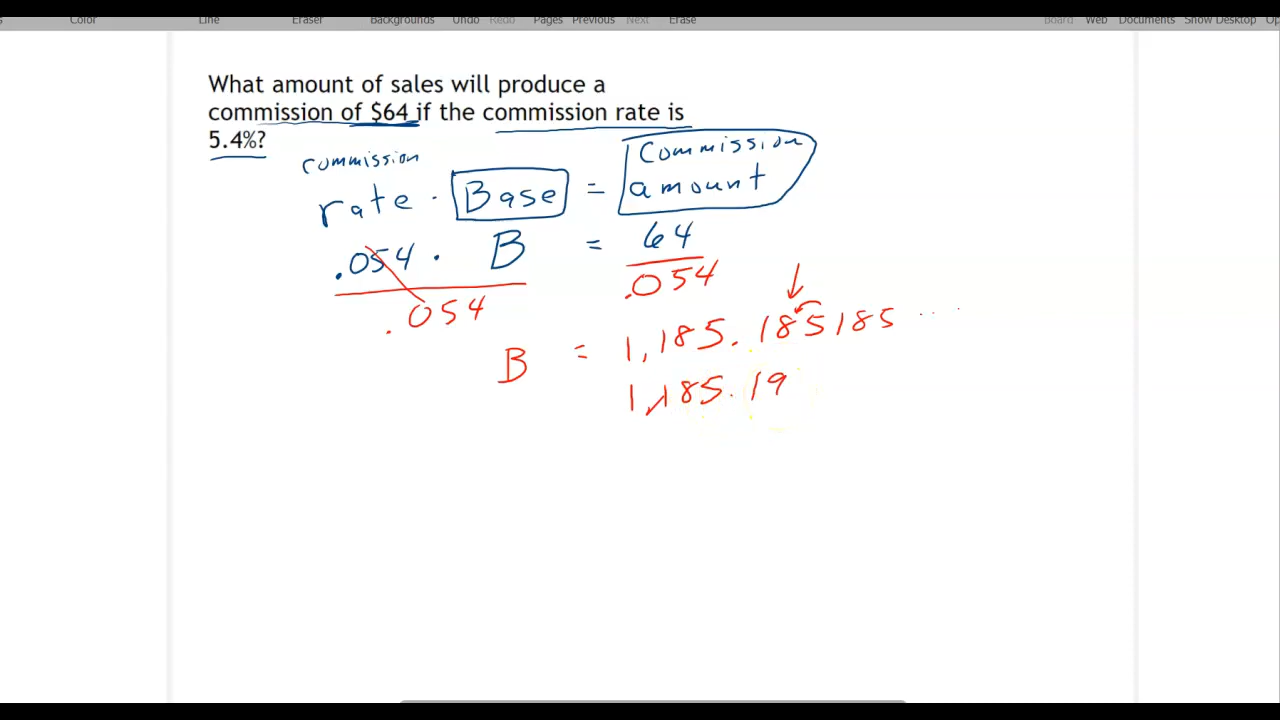 Color Line Eraser Backgrounds Undo Redo Pages Previous Next Erase Board Web Documents Show Desktop
What amount of sales will produce a
commission of $64 if the commission rate is
5.4%?
commission
rate · Base = Commission amount
.054 · B = 64
.054 .054
B = 1,185.185185....
1,185.19